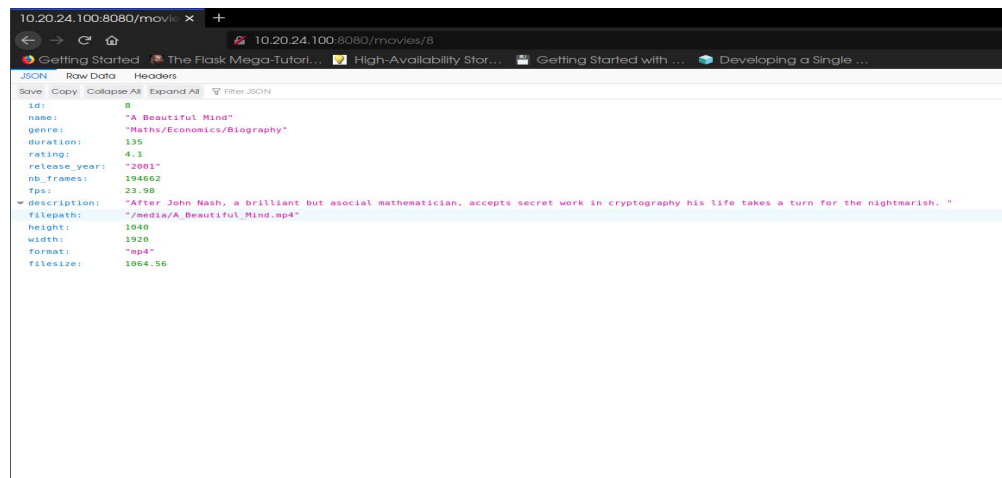 10.20.24.100:8080/movie
10.20.24.100:8080/movies/8
Getting Started The Flask Mega-Tutori... High-Availability Stor... Getting Started with ... Developing a Single ...
JSON Raw Data Headers
Save Copy Collapse All Expand All Filter JSON
id: 8
name: "A Beautiful Mind"
genre: "Maths/Economics/Biography"
duration: 135
rating: 4.1
release_year: "2001"
nb_frames: 194662
fps: 23.98
description: "After John Nash, a brilliant but asocial mathematician, accepts secret work in cryptography his life takes a turn for the nightmarish. "
filepath: "/media/A_Beautiful_Mind.mp4"
height: 1040
width: 1920
format: "mp4"
filesize: 1064.56